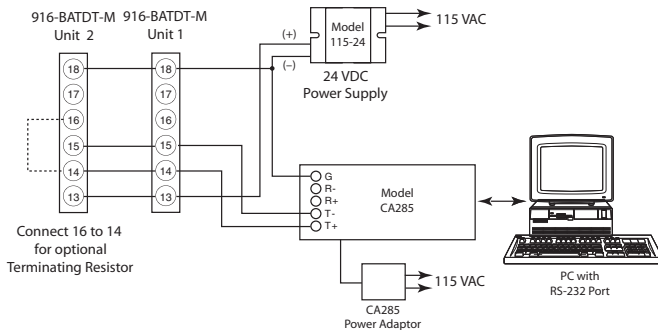 916-BATDT-M
Unit 2
916-BATDT-M
Unit 1
18
17
16
15
14
13
18
17
16
15
14
13
Connect 16 to 14
for optional
Terminating Resistor
(+)
(–)
Model
115-24
115 VAC
24 VDC
Power Supply
G
R-
R+
T-
T+
Model
CA285
115 VAC
CA285
Power Adaptor
PC with
RS-232 Port